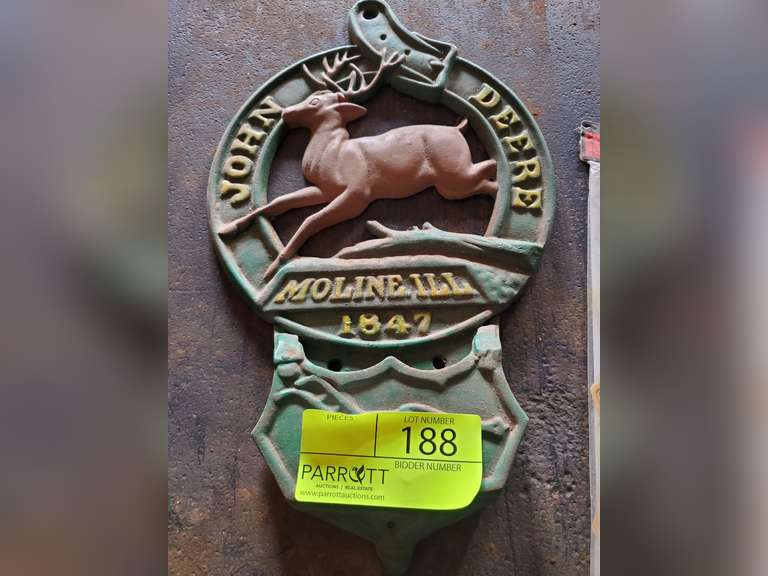 JOHN DEERE
MOLINE ILL.
1847
PIECES
LOT NUMBER
188
BIDDER NUMBER
PARROTT
AUCTIONS | REAL ESTATE
www.parrottauctions.com